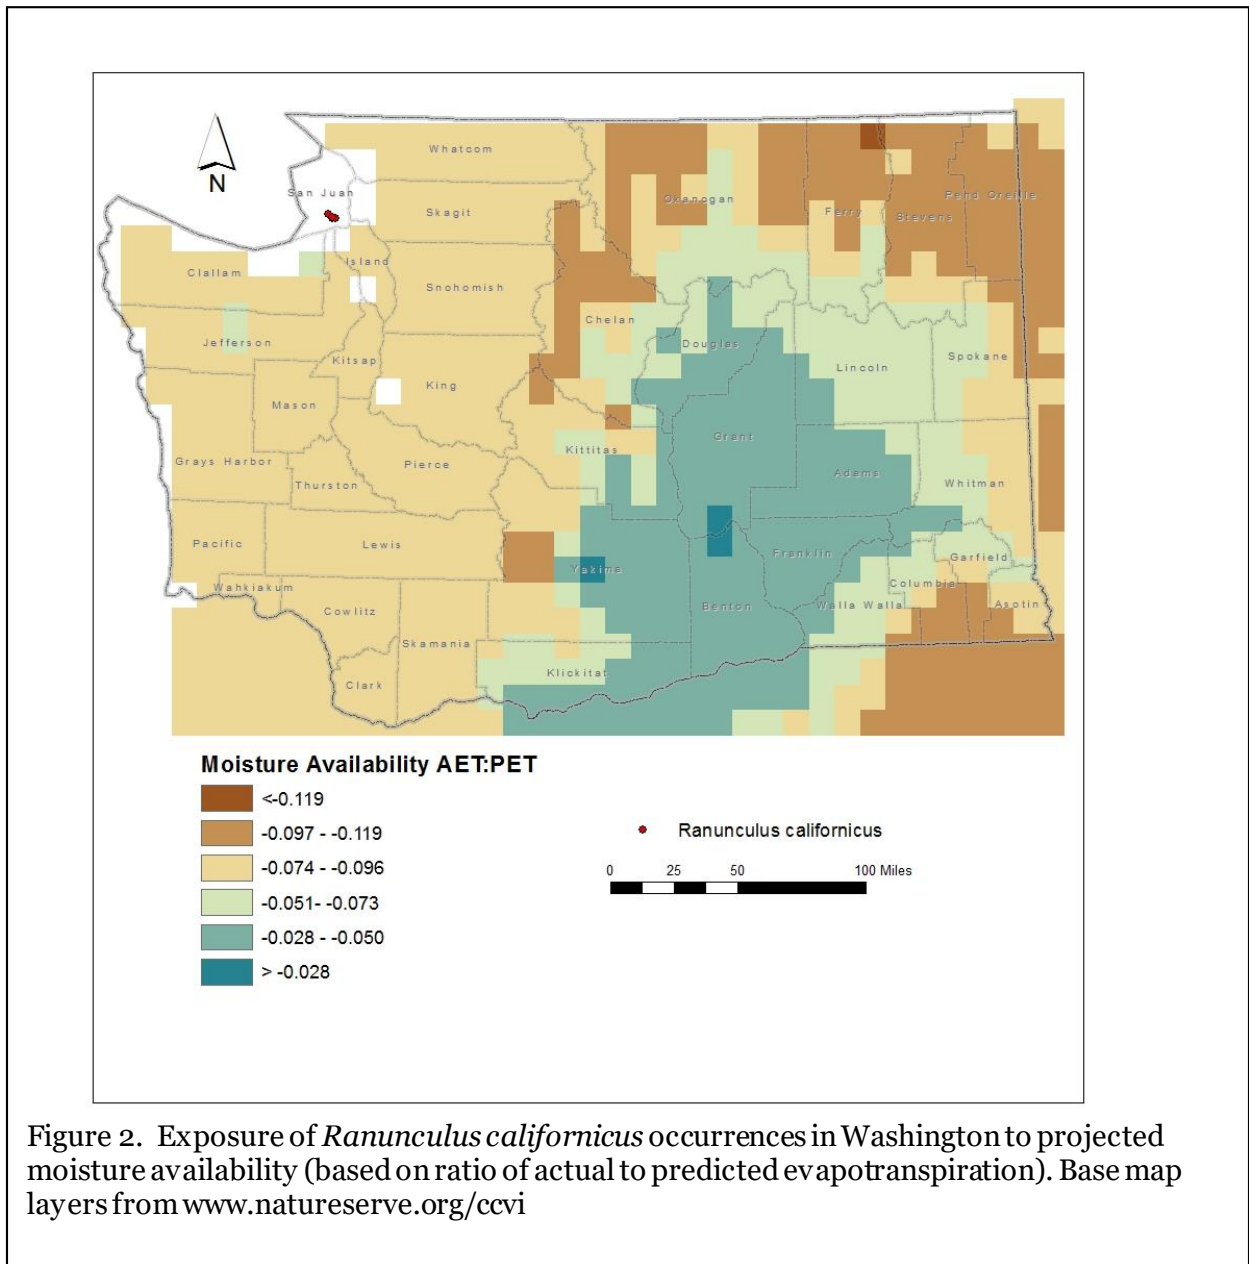 N
Whatcom
San Juan
Skagit
Okanogan
Ferry
Stevens
Pend Oreille
Clallam
Island
Snohomish
Chelan
Jefferson
Kitsap
King
Douglas
Lincoln
Spokane
Mason
Grays Harbor
Thurston
Pierce
Kittitas
Grant
Adams
Whitman
Pacific
Lewis
Yakima
Franklin
Garfield
Wahkiakum
Cowlitz
Skamania
Benton
Walla Walla
Columbia
Asotin
Clark
Klickitat
Moisture Availability AET:PET
<-0.119
-0.097 - -0.119
-0.074 - -0.096
-0.051- -0.073
-0.028 - -0.050
> -0.028
Ranunculus californicus
0 25 50 100 Miles
Figure 2. Exposure of Ranunculus californicus occurrences in Washington to projected
moisture availability (based on ratio of actual to predicted evapotranspiration). Base map
layers from www.natureserve.org/ccvi